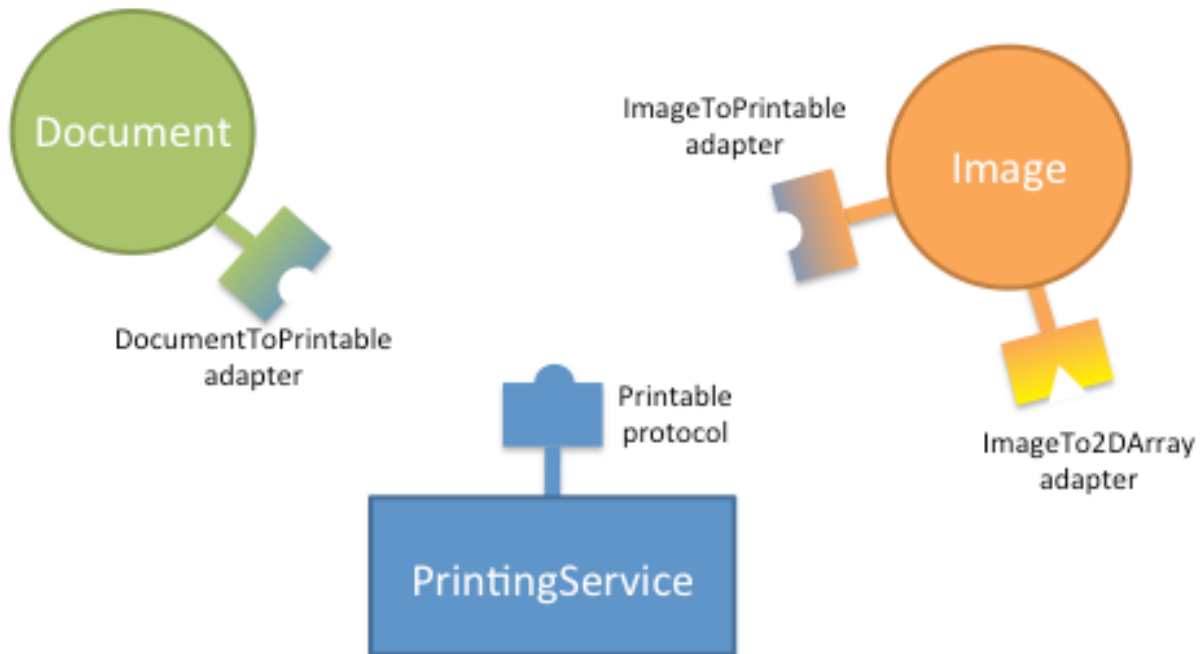 Document
ImageToPrintable
adapter
Image
DocumentToPrintable
adapter
Printable
protocol
ImageTo2DArray
adapter
PrintingService